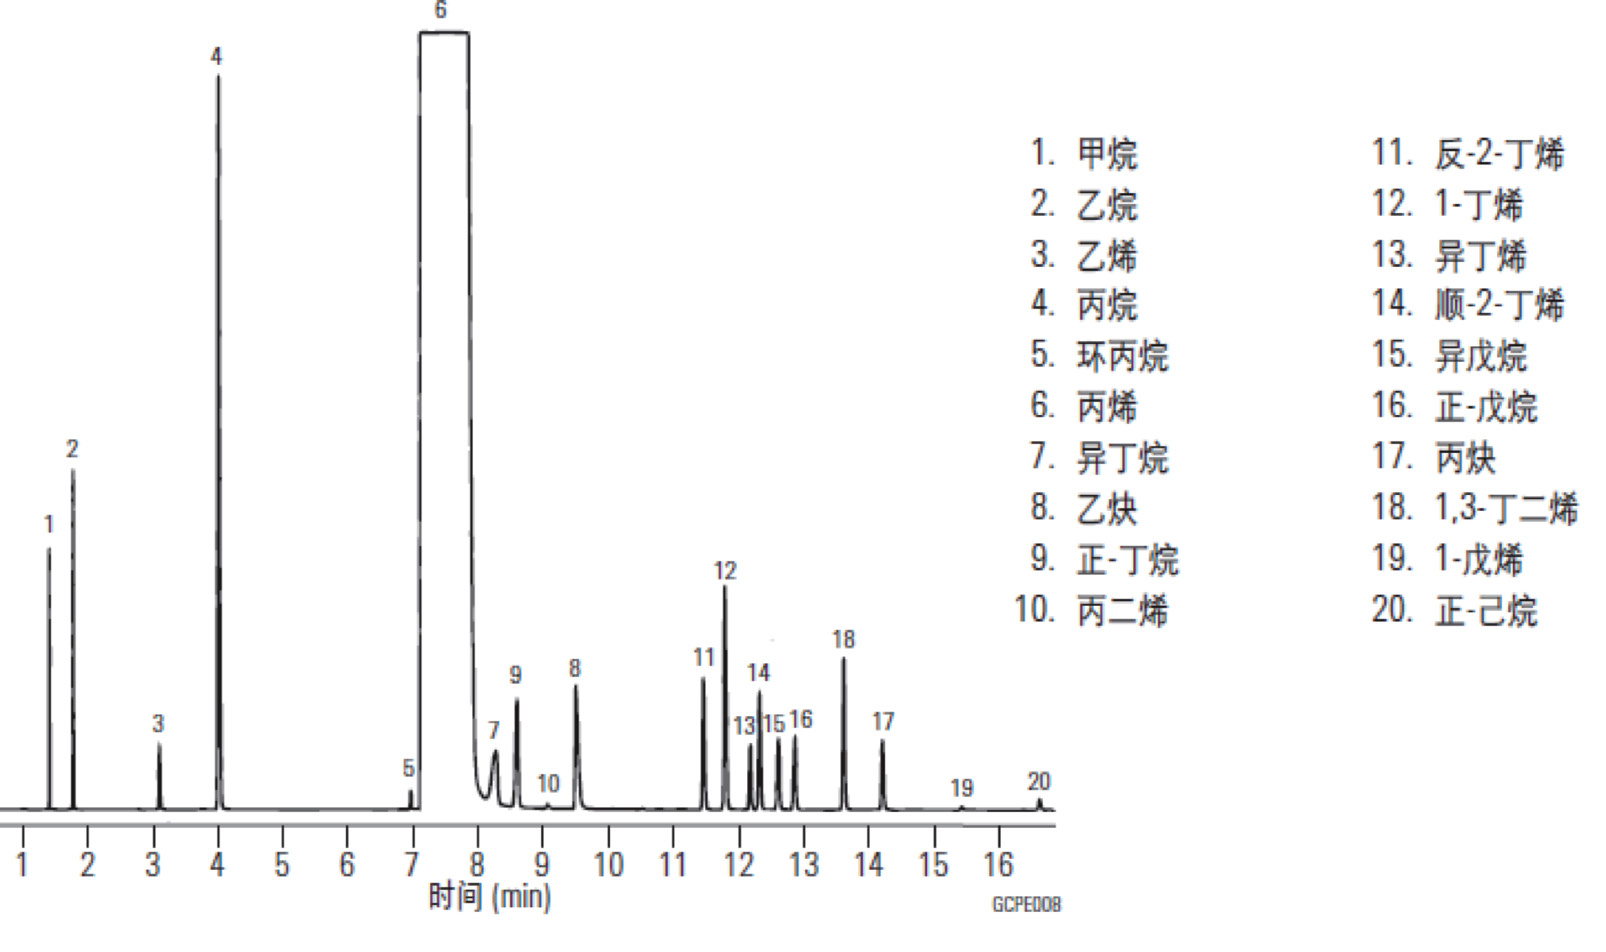 6
4
2
1
3
5
7
9
10
8
11
12
13
14
15
16
18
17
19
20
1 2 3 4 5 6 7 8 9 10 11 12 13 14 15 16
时间 (min)
GCPE008
1. 甲烷
2. 乙烷
3. 乙烯
4. 丙烷
5. 环丙烷
6. 丙烯
7. 异丁烷
8. 乙炔
9. 正-丁烷
10. 丙二烯
11. 反-2-丁烯
12. 1-丁烯
13. 异丁烯
14. 顺-2-丁烯
15. 异戊烷
16. 正-戊烷
17. 丙炔
18. 1,3-丁二烯
19. 1-戊烯
20. 正-己烷